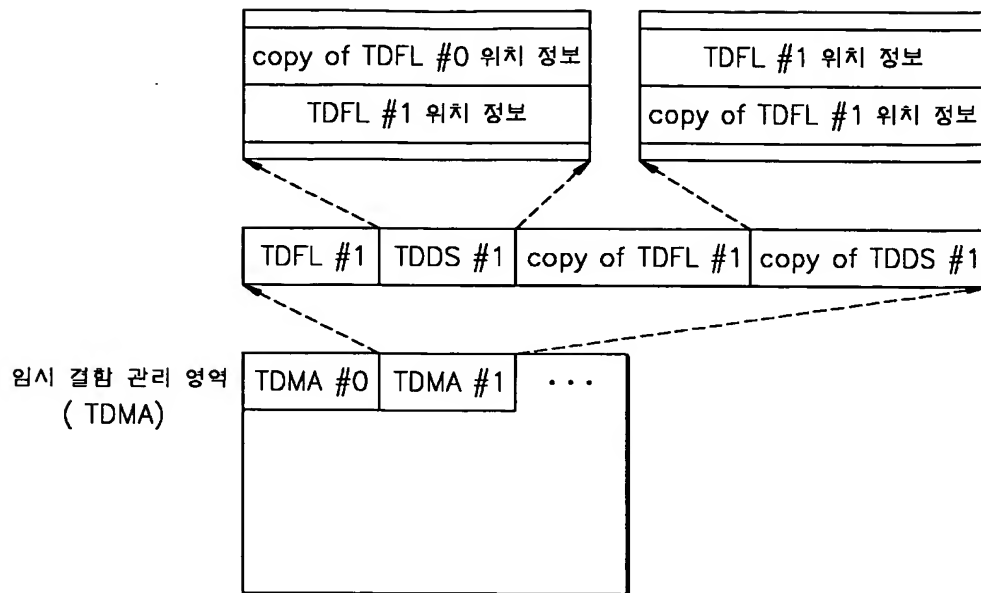 copy of TDFL #0 위치 정보
TDFL #1 위치 정보
TDFL #1 위치 정보
copy of TDFL #1 위치 정보
TDFL #1
TDDS #1
copy of TDFL #1
copy of TDDS #1
임시 결함 관리 영역
( TDMA)
TDMA #0
TDMA #1
···